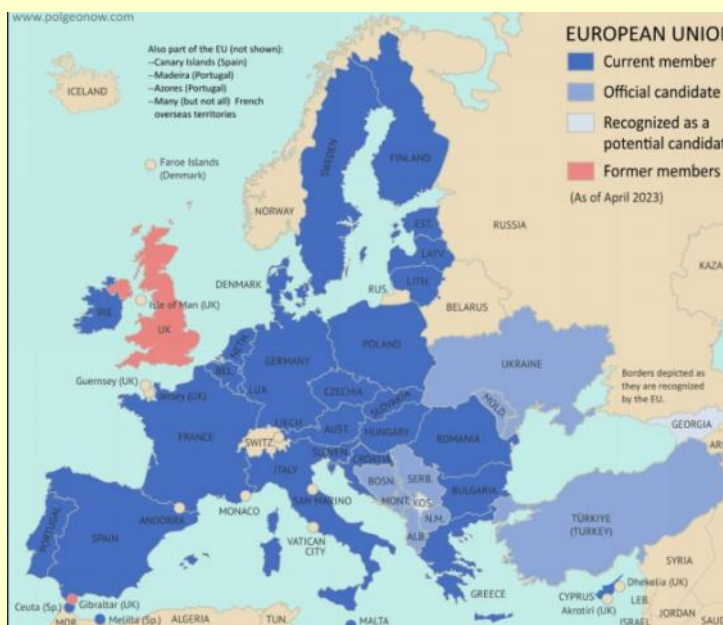 www.polgeonow.com
Also part of the EU (not shown):
--Canary Islands (Spain)
--Madeira (Portugal)
--Azores (Portugal)
--Many (but not all) French
overseas territories
EUROPEAN UNION
Current member
Official candidate
Recognized as a
potential candidat
Former members
(As of April 2023)
ICELAND
Faroe Islands
(Denmark)
SWEDEN
FINLAND
NORWAY
RUSSIA
EST.
LATV.
LITH.
KAZA
DENMARK
RUS.
BELARUS
Isle of Man (UK)
IRE.
UK
NETH.
POLAND
GERMANY
BEL.
UKRAINE
Guernsey (UK)
Jersey (UK)
LUX.
CZECHIA
SLOVAKIA
MOLD.
Borders depicted as
they are recognized
by the EU.
LIECH.
FRANCE
SWITZ.
AUST.
HUNGARY
SLOVEN.
CROATIA
ROMANIA
GEORGIA
AR
ITALY
BOSN.
SERB.
SAN MARINO
MONT.
KOS.
BULGARIA
ANDORRA
MONACO
N.M.
PORTUGAL
SPAIN
VATICAN
CITY
ALB.
TÜRKIYE
(TURKEY)
SYRIA
GREECE
CYPRUS
Dhekelia (UK)
Akrotiri (UK)
LEB.
Ceuta (Sp.)
Gibraltar (UK)
Melilla (Sp.)
MOR.
ALGERIA
TUN.
MALTA
ISRAEL
JORDAN
SAU